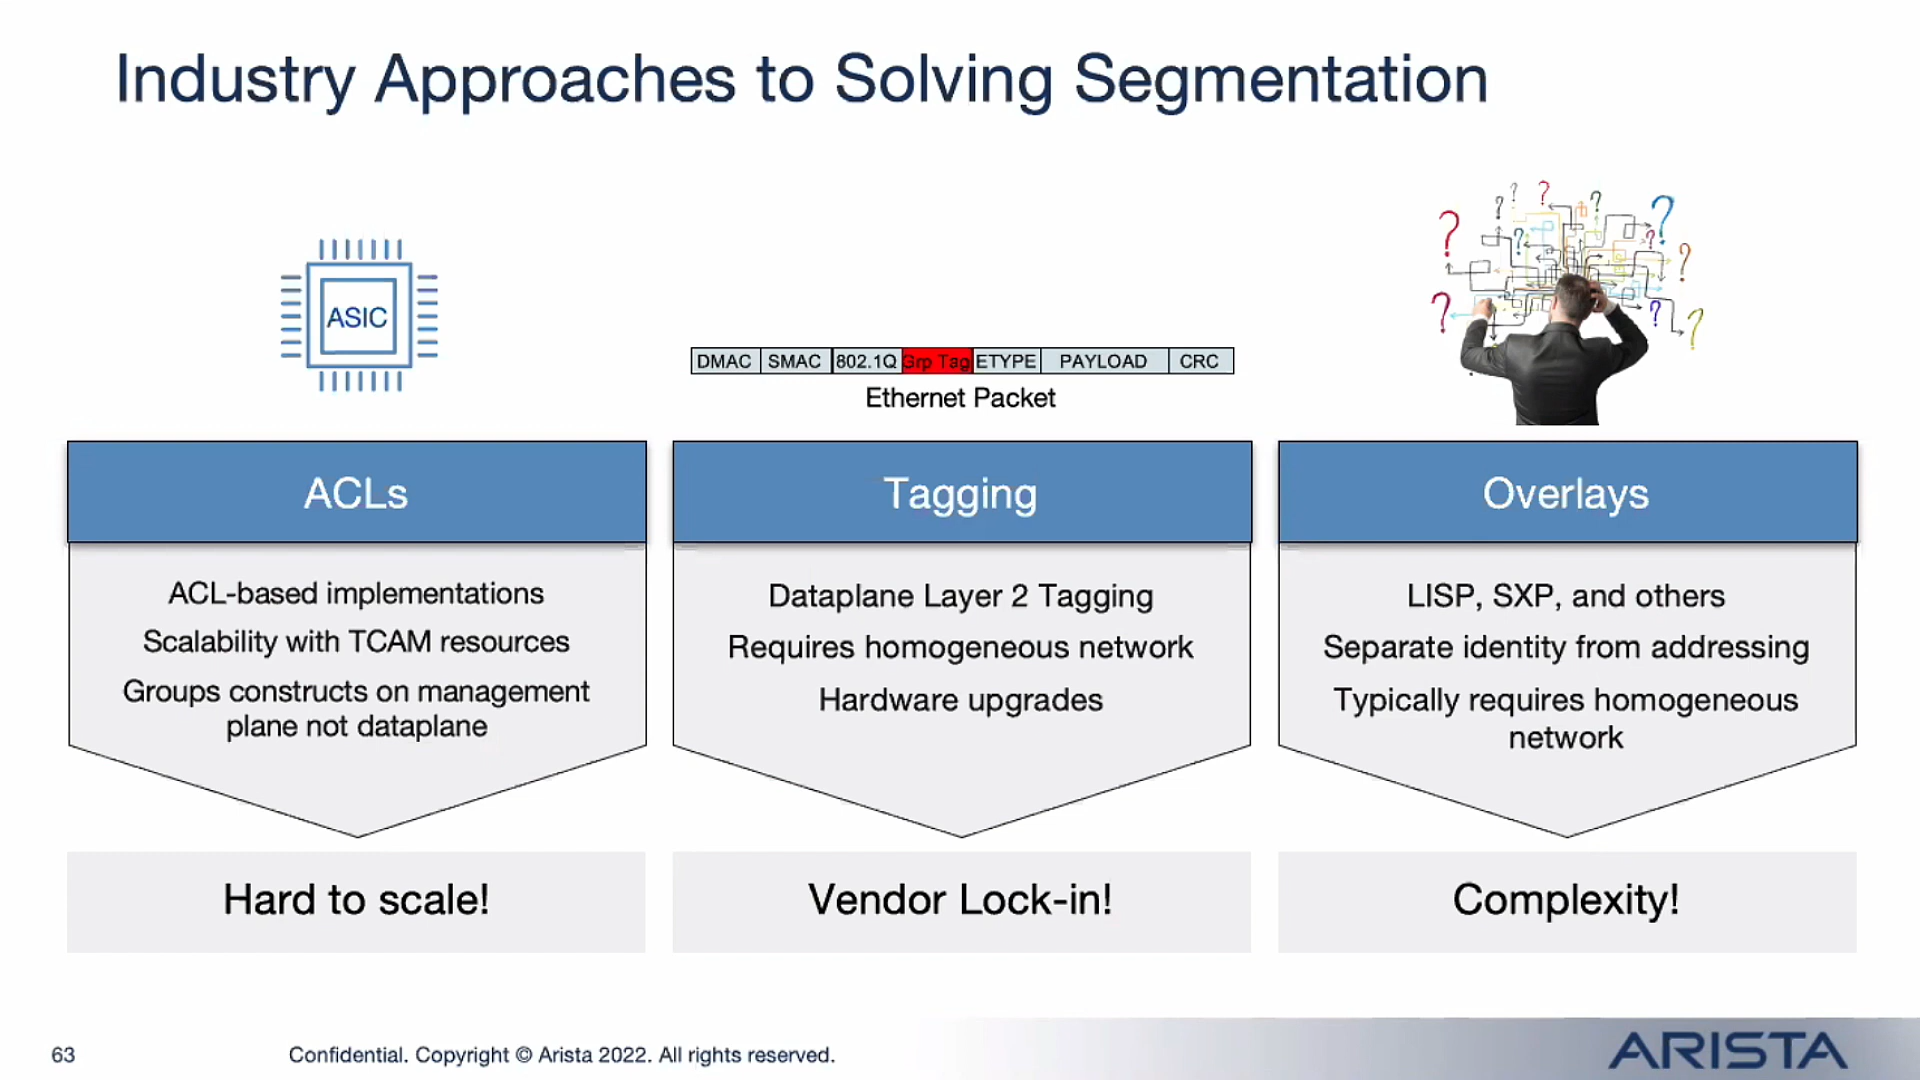 Industry Approaches to Solving Segmentation
ASIC
DMAC SMAC 802.1Q Grp Tag ETYPE PAYLOAD CRC
Ethernet Packet
ACLs
ACL-based implementations
Scalability with TCAM resources
Groups constructs on management
plane not dataplane
Hard to scale!
Tagging
Dataplane Layer 2 Tagging
Requires homogeneous network
Hardware upgrades
Vendor Lock-in!
Overlays
LISP, SXP, and others
Separate identity from addressing
Typically requires homogeneous
network
Complexity!
63
Confidential. Copyright © Arista 2022. All rights reserved.
ARISTA